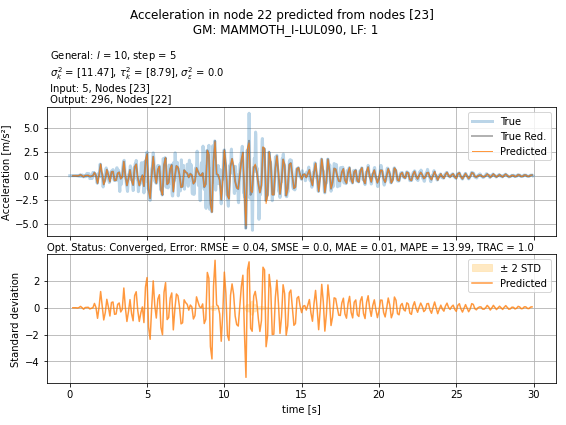 Acceleration in node 22 predicted from nodes [23]
GM: MAMMOTH_I-LUL090, LF: 1
General: l = 10, step = 5
σ²ₖ = [11.47], τ²ₖ = [8.79], σ²ε = 0.0
Input: 5, Nodes [23]
Output: 296, Nodes [22]
Acceleration [m/s²]
5.0
2.5
0.0
−2.5
−5.0
True
True Red.
Predicted
Opt. Status: Converged, Error: RMSE = 0.04, SMSE = 0.0, MAE = 0.01, MAPE = 13.99, TRAC = 1.0
Standard deviation
2
0
−2
−4
± 2 STD
Predicted
0 5 10 15 20 25 30
time [s]